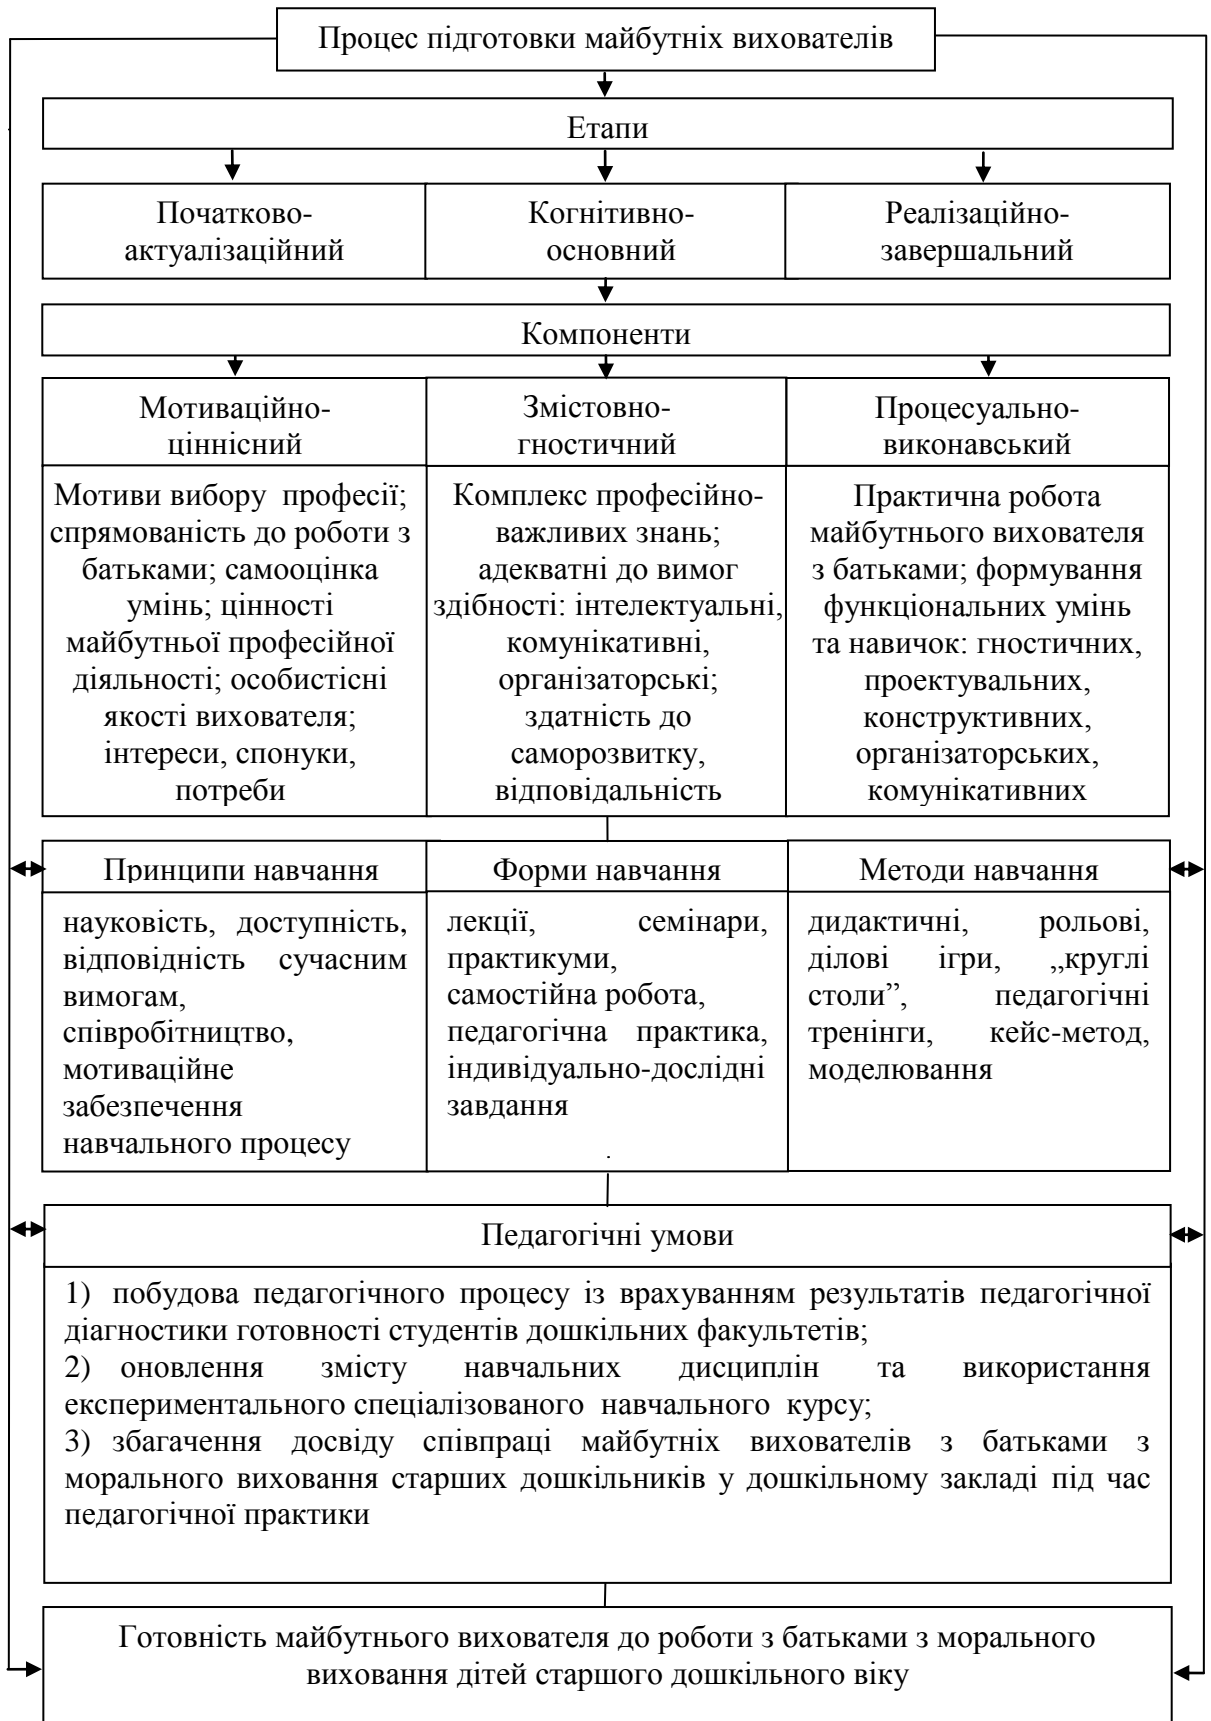 Процес підготовки майбутніх вихователів
Етапи
Початково-
актуалізаційний
Когнітивно-
основний
Реалізаційно-
завершальний
Компоненти
Мотиваційно-
ціннісний
Змістовно-
гностичний
Процесуально-
виконавський
Мотиви вибору професії;
спрямованість до роботи з
батьками; самооцінка
умінь; цінності
майбутньої професійної
діяльності; особистісні
якості вихователя;
інтереси, спонуки,
потреби
Комплекс професійно-
важливих знань;
адекватні до вимог
здібності: інтелектуальні,
комунікативні,
організаторські;
здатність до
саморозвитку,
відповідальність
Практична робота
майбутнього вихователя
з батьками; формування
функціональних умінь
та навичок: гностичних,
проектувальних,
конструктивних,
організаторських,
комунікативних
Принципи навчання
Форми навчання
Методи навчання
науковість, доступність,
відповідність сучасним
вимогам,
співробітництво,
мотиваційне
забезпечення
навчального процесу
лекції, семінари,
практикуми,
самостійна робота,
педагогічна практика,
індивідуально-дослідні
завдання
.
дидактичні, рольові,
ділові ігри, „круглі
столи”, педагогічні
тренінги, кейс-метод,
моделювання
Педагогічні умови
1) побудова педагогічного процесу із врахуванням результатів педагогічної
діагностики готовності студентів дошкільних факультетів;
2) оновлення змісту навчальних дисциплін та використання
експериментального спеціалізованого навчального курсу;
3) збагачення досвіду співпраці майбутніх вихователів з батьками з
морального виховання старших дошкільників у дошкільному закладі під час
педагогічної практики
Готовність майбутнього вихователя до роботи з батьками з морального
виховання дітей старшого дошкільного віку